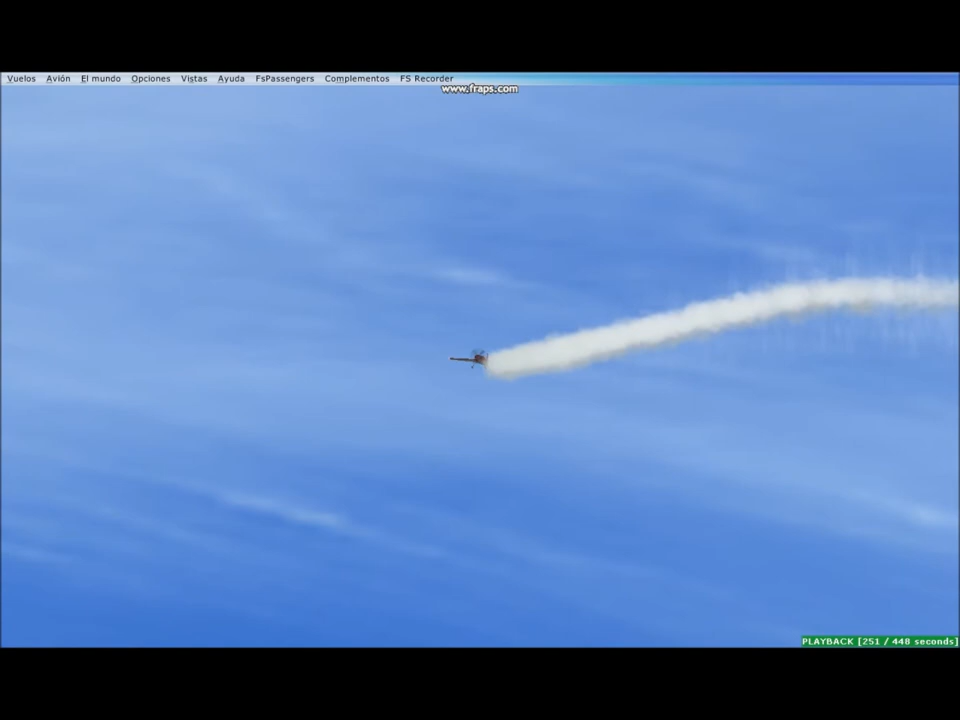 Vuelos Avión El mundo Opciones Vistas Ayuda FsPassengers Complementos FS Recorder
www.fraps.com
PLAYBACK [251 / 448 seconds]